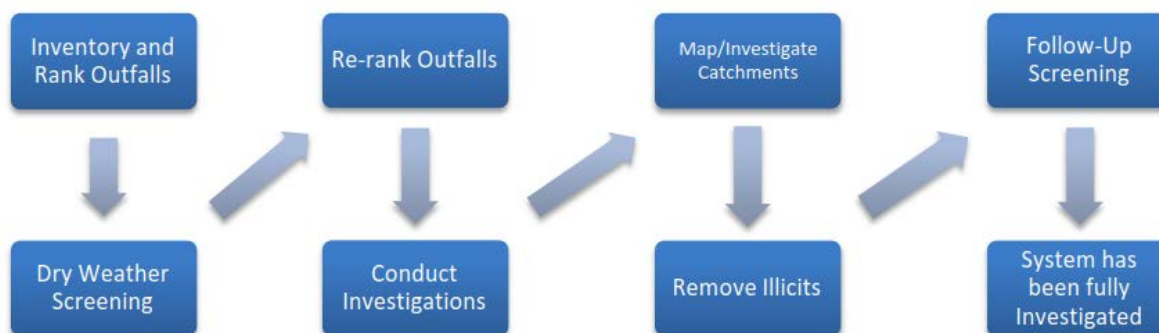 Inventory and
Rank Outfalls
Re-rank Outfalls
Map/Investigate
Catchments
Follow-Up
Screening
Dry Weather
Screening
Conduct
Investigations
Remove Illicits
System has
been fully
Investigated